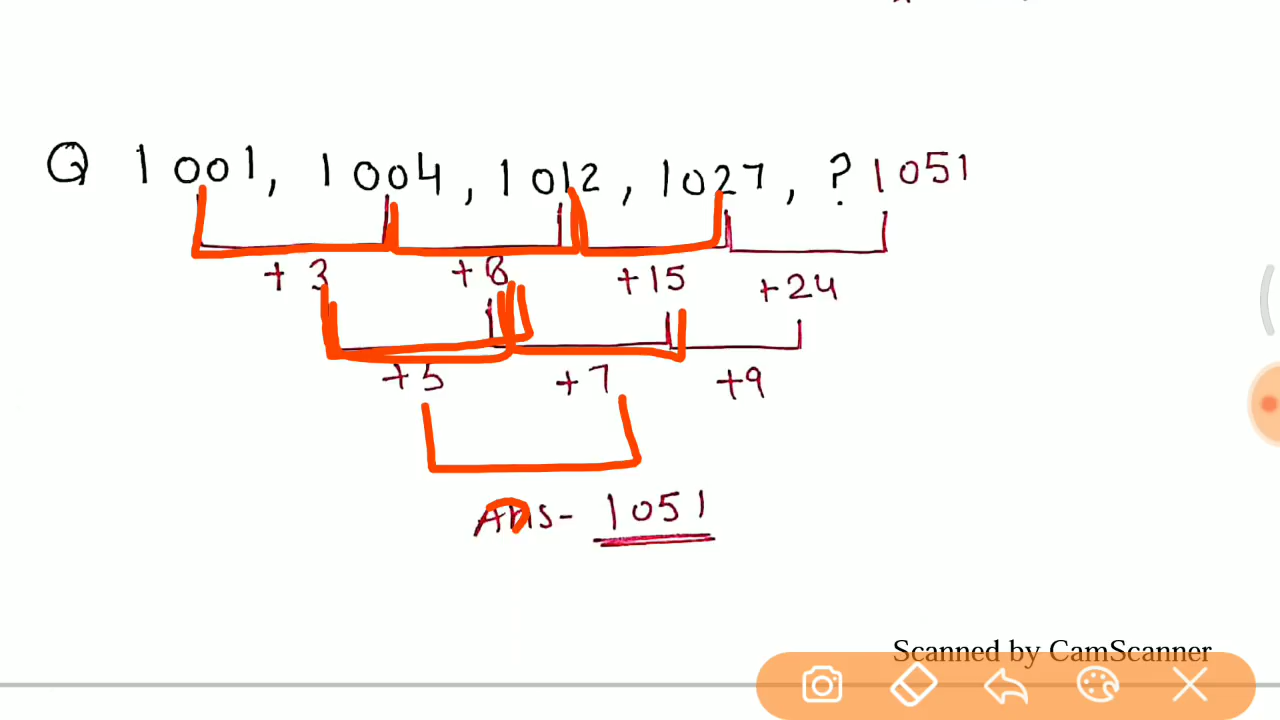 Q 1001, 1004, 1012, 1027, ? 1051
+3 +8 +15 +24
+5 +7 +9
Ans- 1051
Scanned by CamScanner